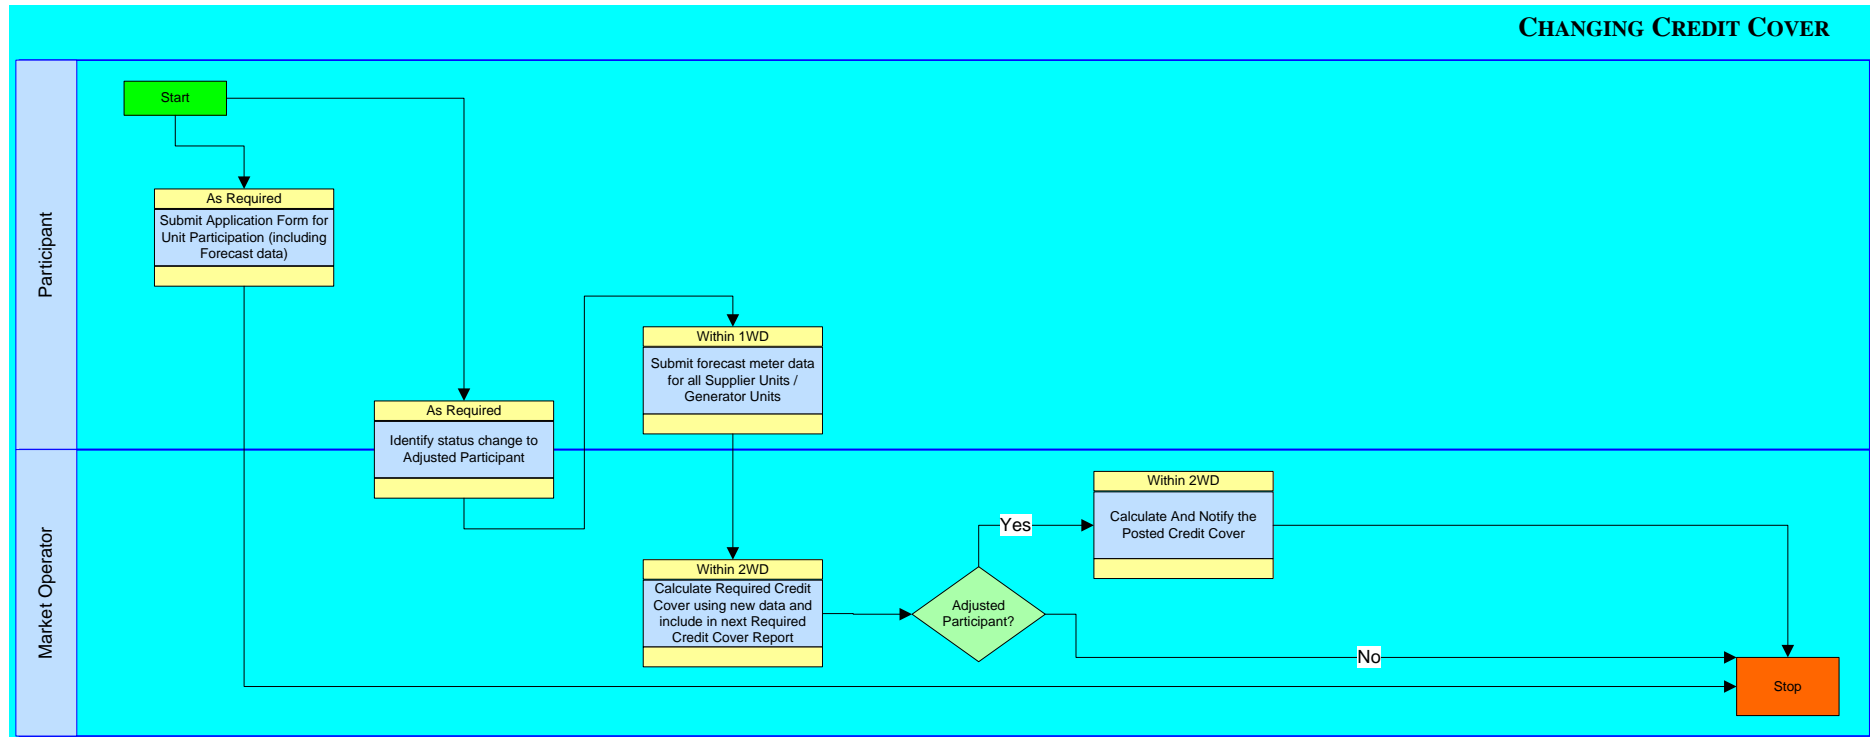 CHANGING CREDIT COVER
Participant
Start
As Required
Submit Application Form for
Unit Participation (including
Forecast data)
Within 1WD
Submit forecast meter data
for all Supplier Units /
Generator Units
As Required
Identify status change to
Adjusted Participant
Market Operator
Within 2WD
Calculate Required Credit
Cover using new data and
include in next Required
Credit Cover Report
Adjusted
Participant?
Yes
Within 2WD
Calculate And Notify the
Posted Credit Cover
No
Stop